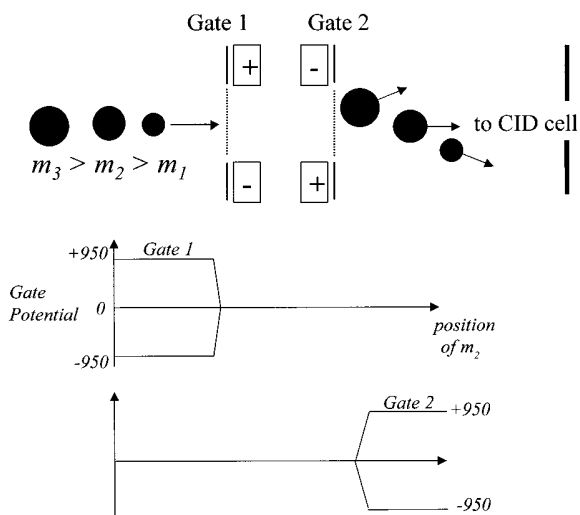 Gate 1 Gate 2
+ -
to CID cell
m3 > m2 > m1
- +
+950 Gate 1
Gate
Potential
0
position
of m2
-950
Gate 2 +950
-950